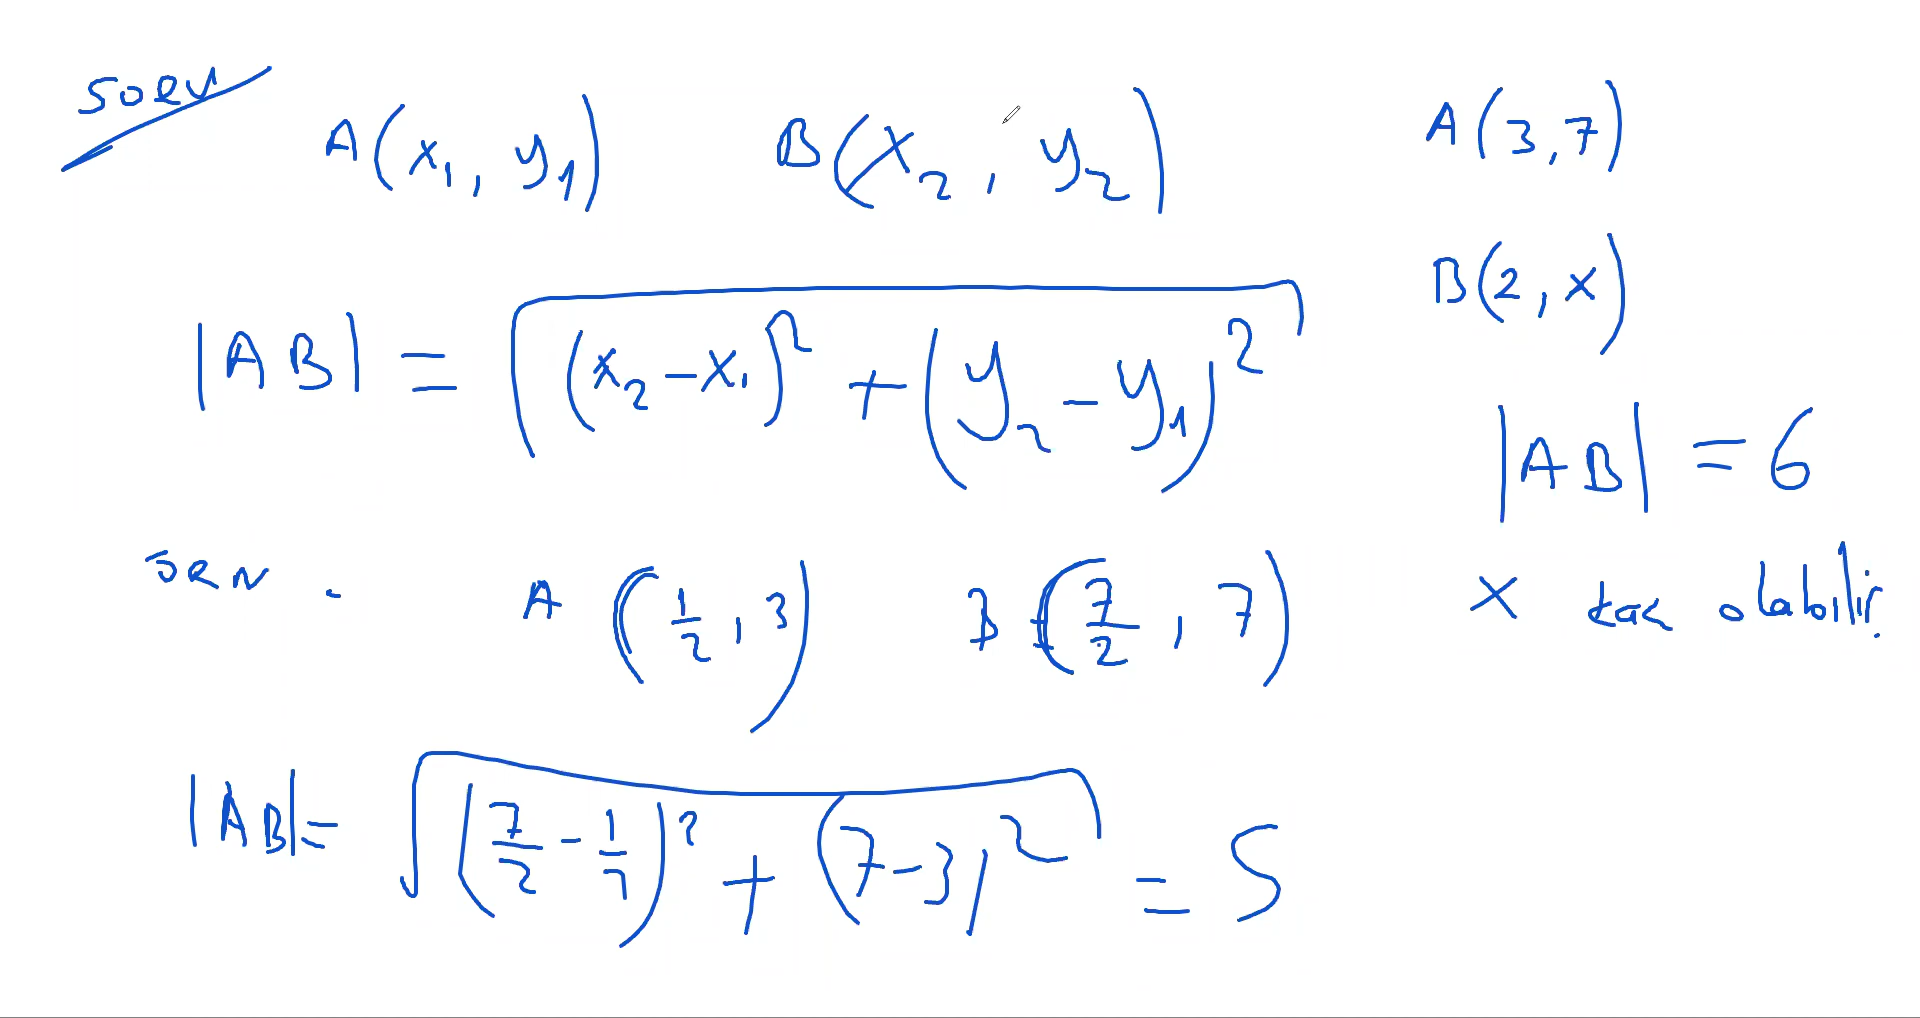 SORU
A(x₁, y₁) B(x₂, y₂)
|AB| = √((x₂ - x₁)² + (y₂ - y₁)²)
ÖRN - A(1/2, 3) B(7/2, 7)
|AB| = √((7/2 - 1/2)² + (7 - 3)²) = 5
A(3,7)
B(2, x)
|AB| = 6
x kaç olabilir